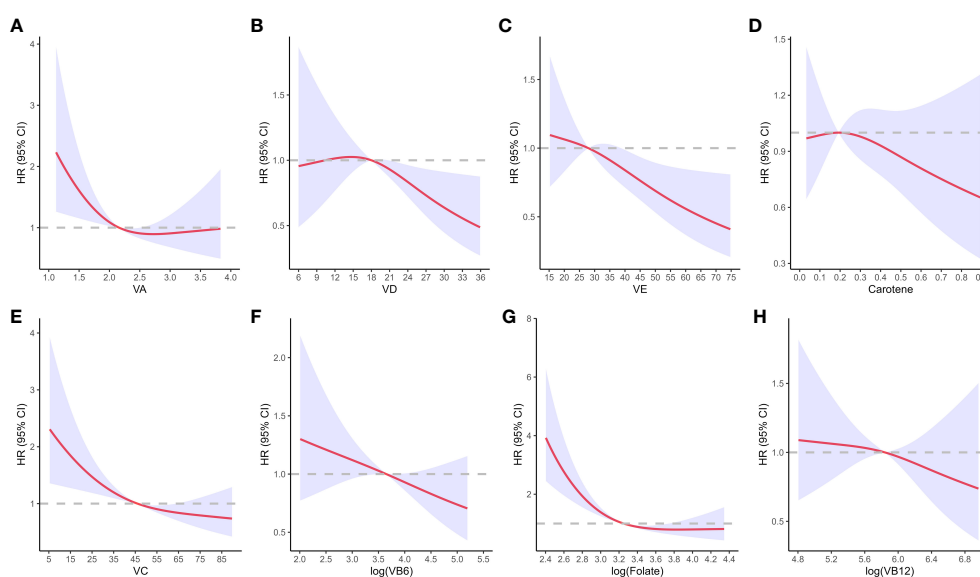 A
HR (95% CI)
4
3
2
1
1.0 1.5 2.0 2.5 3.0 3.5 4.0
VA
B
HR (95% CI)
1.5
1.0
0.5
6 9 12 15 18 21 24 27 30 33 36
VD
C
HR (95% CI)
1.5
1.0
0.5
15 20 25 30 35 40 45 50 55 60 65 70 75
VE
D
HR (95% CI)
1.5
1.2
0.9
0.6
0.3
0.0 0.1 0.2 0.3 0.4 0.5 0.6 0.7 0.8 0.9
Carotene
E
HR (95% CI)
4
3
2
1
5 15 25 35 45 55 65 75 85
VC
F
HR (95% CI)
2.0
1.5
1.0
0.5
2.0 2.5 3.0 3.5 4.0 4.5 5.0 5.5
log(VB6)
G
HR (95% CI)
8
6
4
2
2.4 2.6 2.8 3.0 3.2 3.4 3.6 3.8 4.0 4.2 4.4
log(Folate)
H
HR (95% CI)
1.5
1.0
0.5
4.8 5.2 5.6 6.0 6.4 6.8
log(VB12)